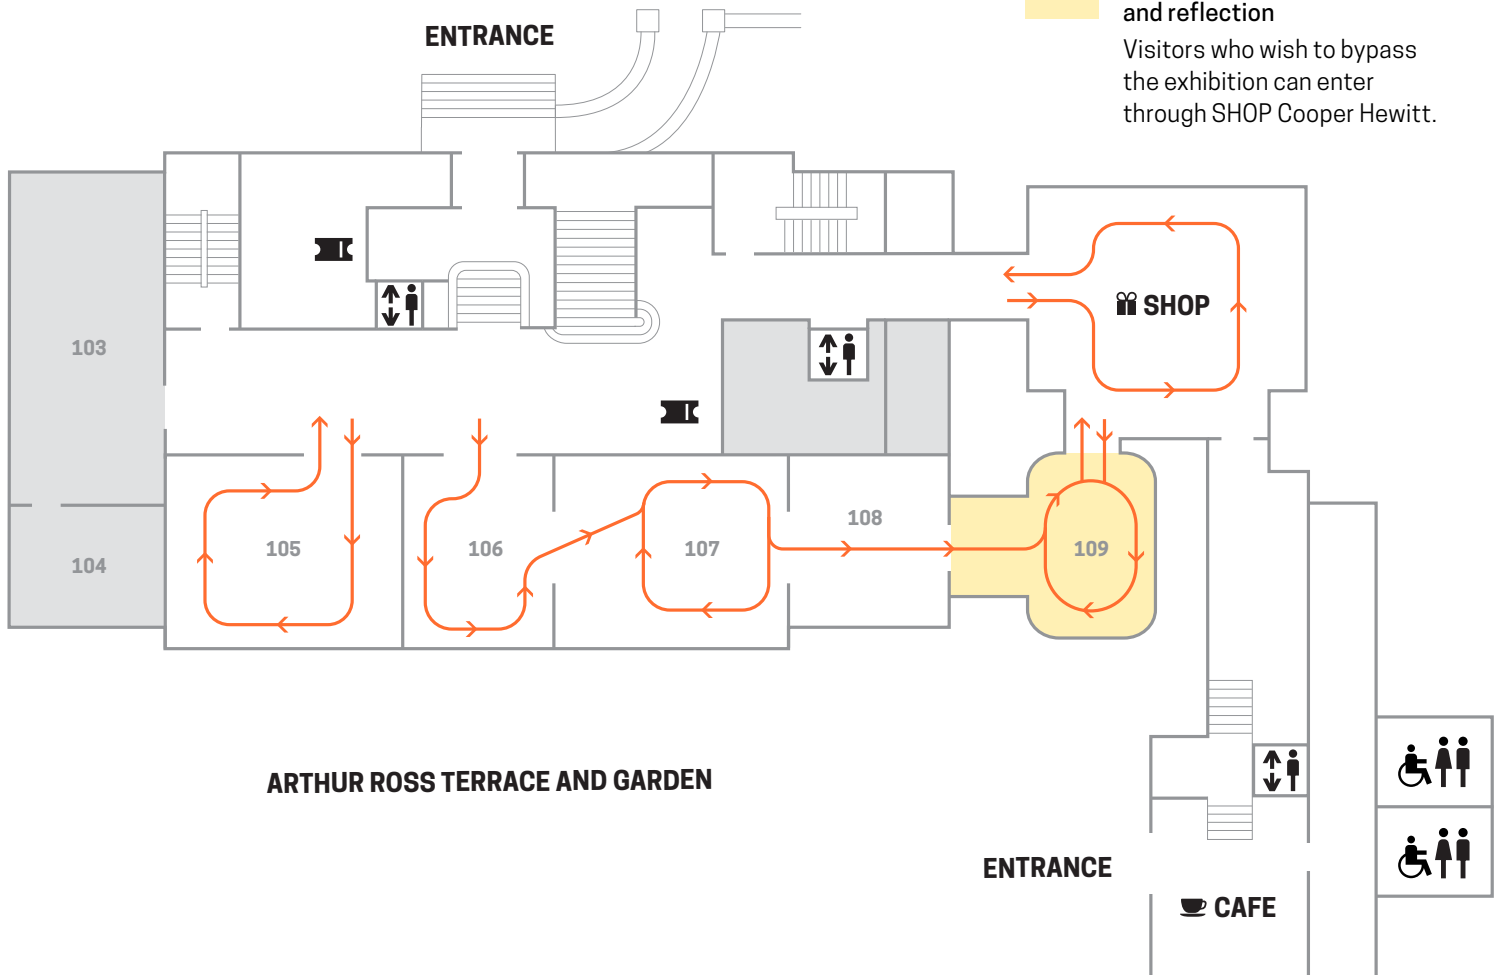 and reflection
Visitors who wish to bypass
the exhibition can enter
through SHOP Cooper Hewitt.
ENTRANCE
SHOP
103
104
105
106
107
108
109
ARTHUR ROSS TERRACE AND GARDEN
ENTRANCE
CAFE